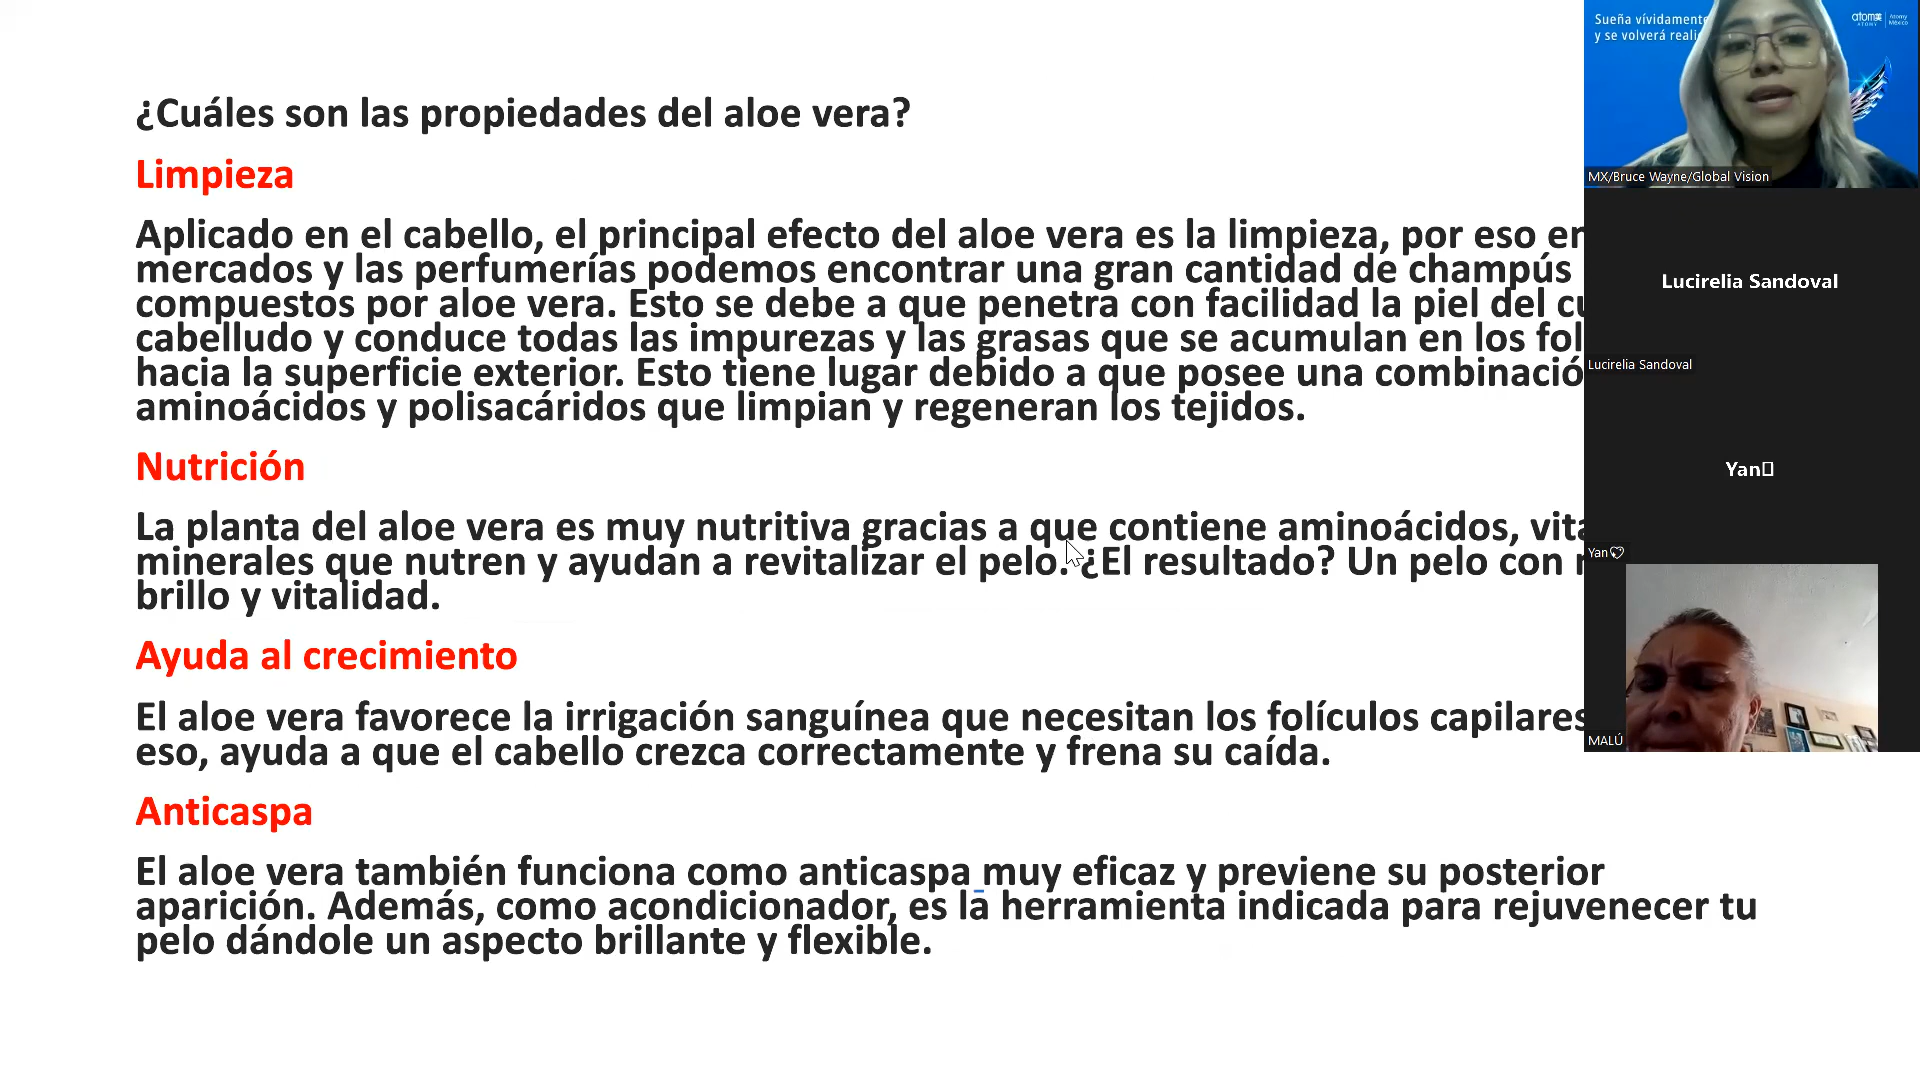 ¿Cuáles son las propiedades del aloe vera?
Limpieza
Aplicado en el cabello, el principal efecto del aloe vera es la limpieza, por eso en
mercados y las perfumerías podemos encontrar una gran cantidad de champús
compuestos por aloe vera. Esto se debe a que penetra con facilidad la piel del
cabelludo y conduce todas las impurezas y las grasas que se acumulan en los
hacia la superficie exterior. Esto tiene lugar debido a que posee una
aminoácidos y polisacáridos que limpian y regeneran los tejidos.
Nutrición
La planta del aloe vera es muy nutritiva gracias a que contiene aminoácidos,
minerales que nutren y ayudan a revitalizar el pelo. ¿El resultado? Un pelo con
brillo y vitalidad.
Ayuda al crecimiento
El aloe vera favorece la irrigación sanguínea que necesitan los folículos capilares
eso, ayuda a que el cabello crezca correctamente y frena su caída.
Anticaspa
El aloe vera también funciona como anticaspa muy eficaz y previene su posterior
aparición. Además, como acondicionador, es la herramienta indicada para rejuvenecer tu
pelo dándole un aspecto brillante y flexible.
Sueña vívidamente
y se volverá
atomy
ATOMY
Atomy
México
MX/Bruce Wayne/Global Vision
Lucirelia Sandoval
Lucirelia Sandoval
Yan
Yan
MALÚ